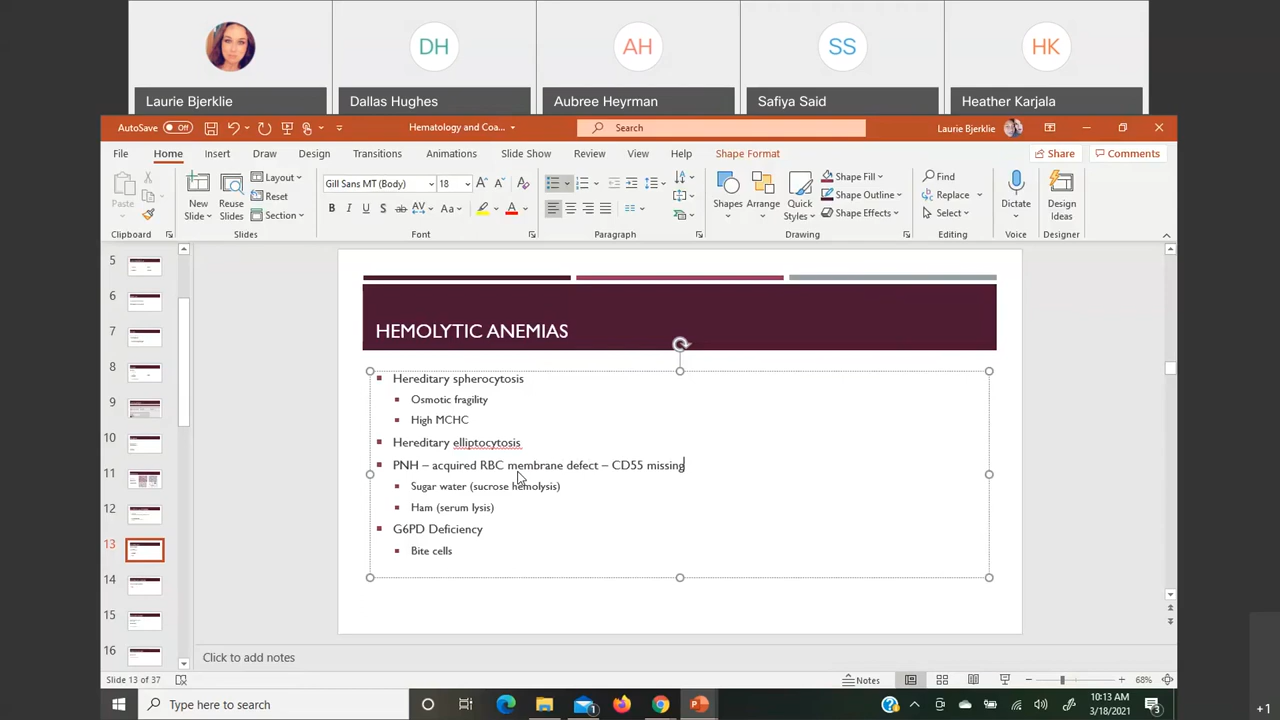 DH
AH
SS
HK
Laurie Bjerklie
Dallas Hughes
Aubree Heyrman
Safiya Said
Heather Karjala
AutoSave Off
Hematology and Coa...
Search
Laurie Bjerklie
File Home Insert Draw Design Transitions Animations Slide Show Review View Help Shape Format
Share
Comments
Paste
New Slide
Reuse Slides
Layout
Reset
Section
Gill Sans MT (Body) 18
Shapes
Arrange
Quick Styles
Shape Fill
Shape Outline
Shape Effects
Find
Replace
Select
Dictate
Design Ideas
Clipboard
Slides
Font
Paragraph
Drawing
Editing
Voice
Designer
5
6
7
8
9
10
11
12
13
14
15
16
HEMOLYTIC ANEMIAS
Hereditary spherocytosis
Osmotic fragility
High MCHC
Hereditary elliptocytosis
PNH – acquired RBC membrane defect – CD55 missing
Sugar water (sucrose hemolysis)
Ham (serum lysis)
G6PD Deficiency
Bite cells
Click to add notes
Slide 13 of 37
Notes
68%
Type here to search
10:13 AM
3/18/2021
3
+1